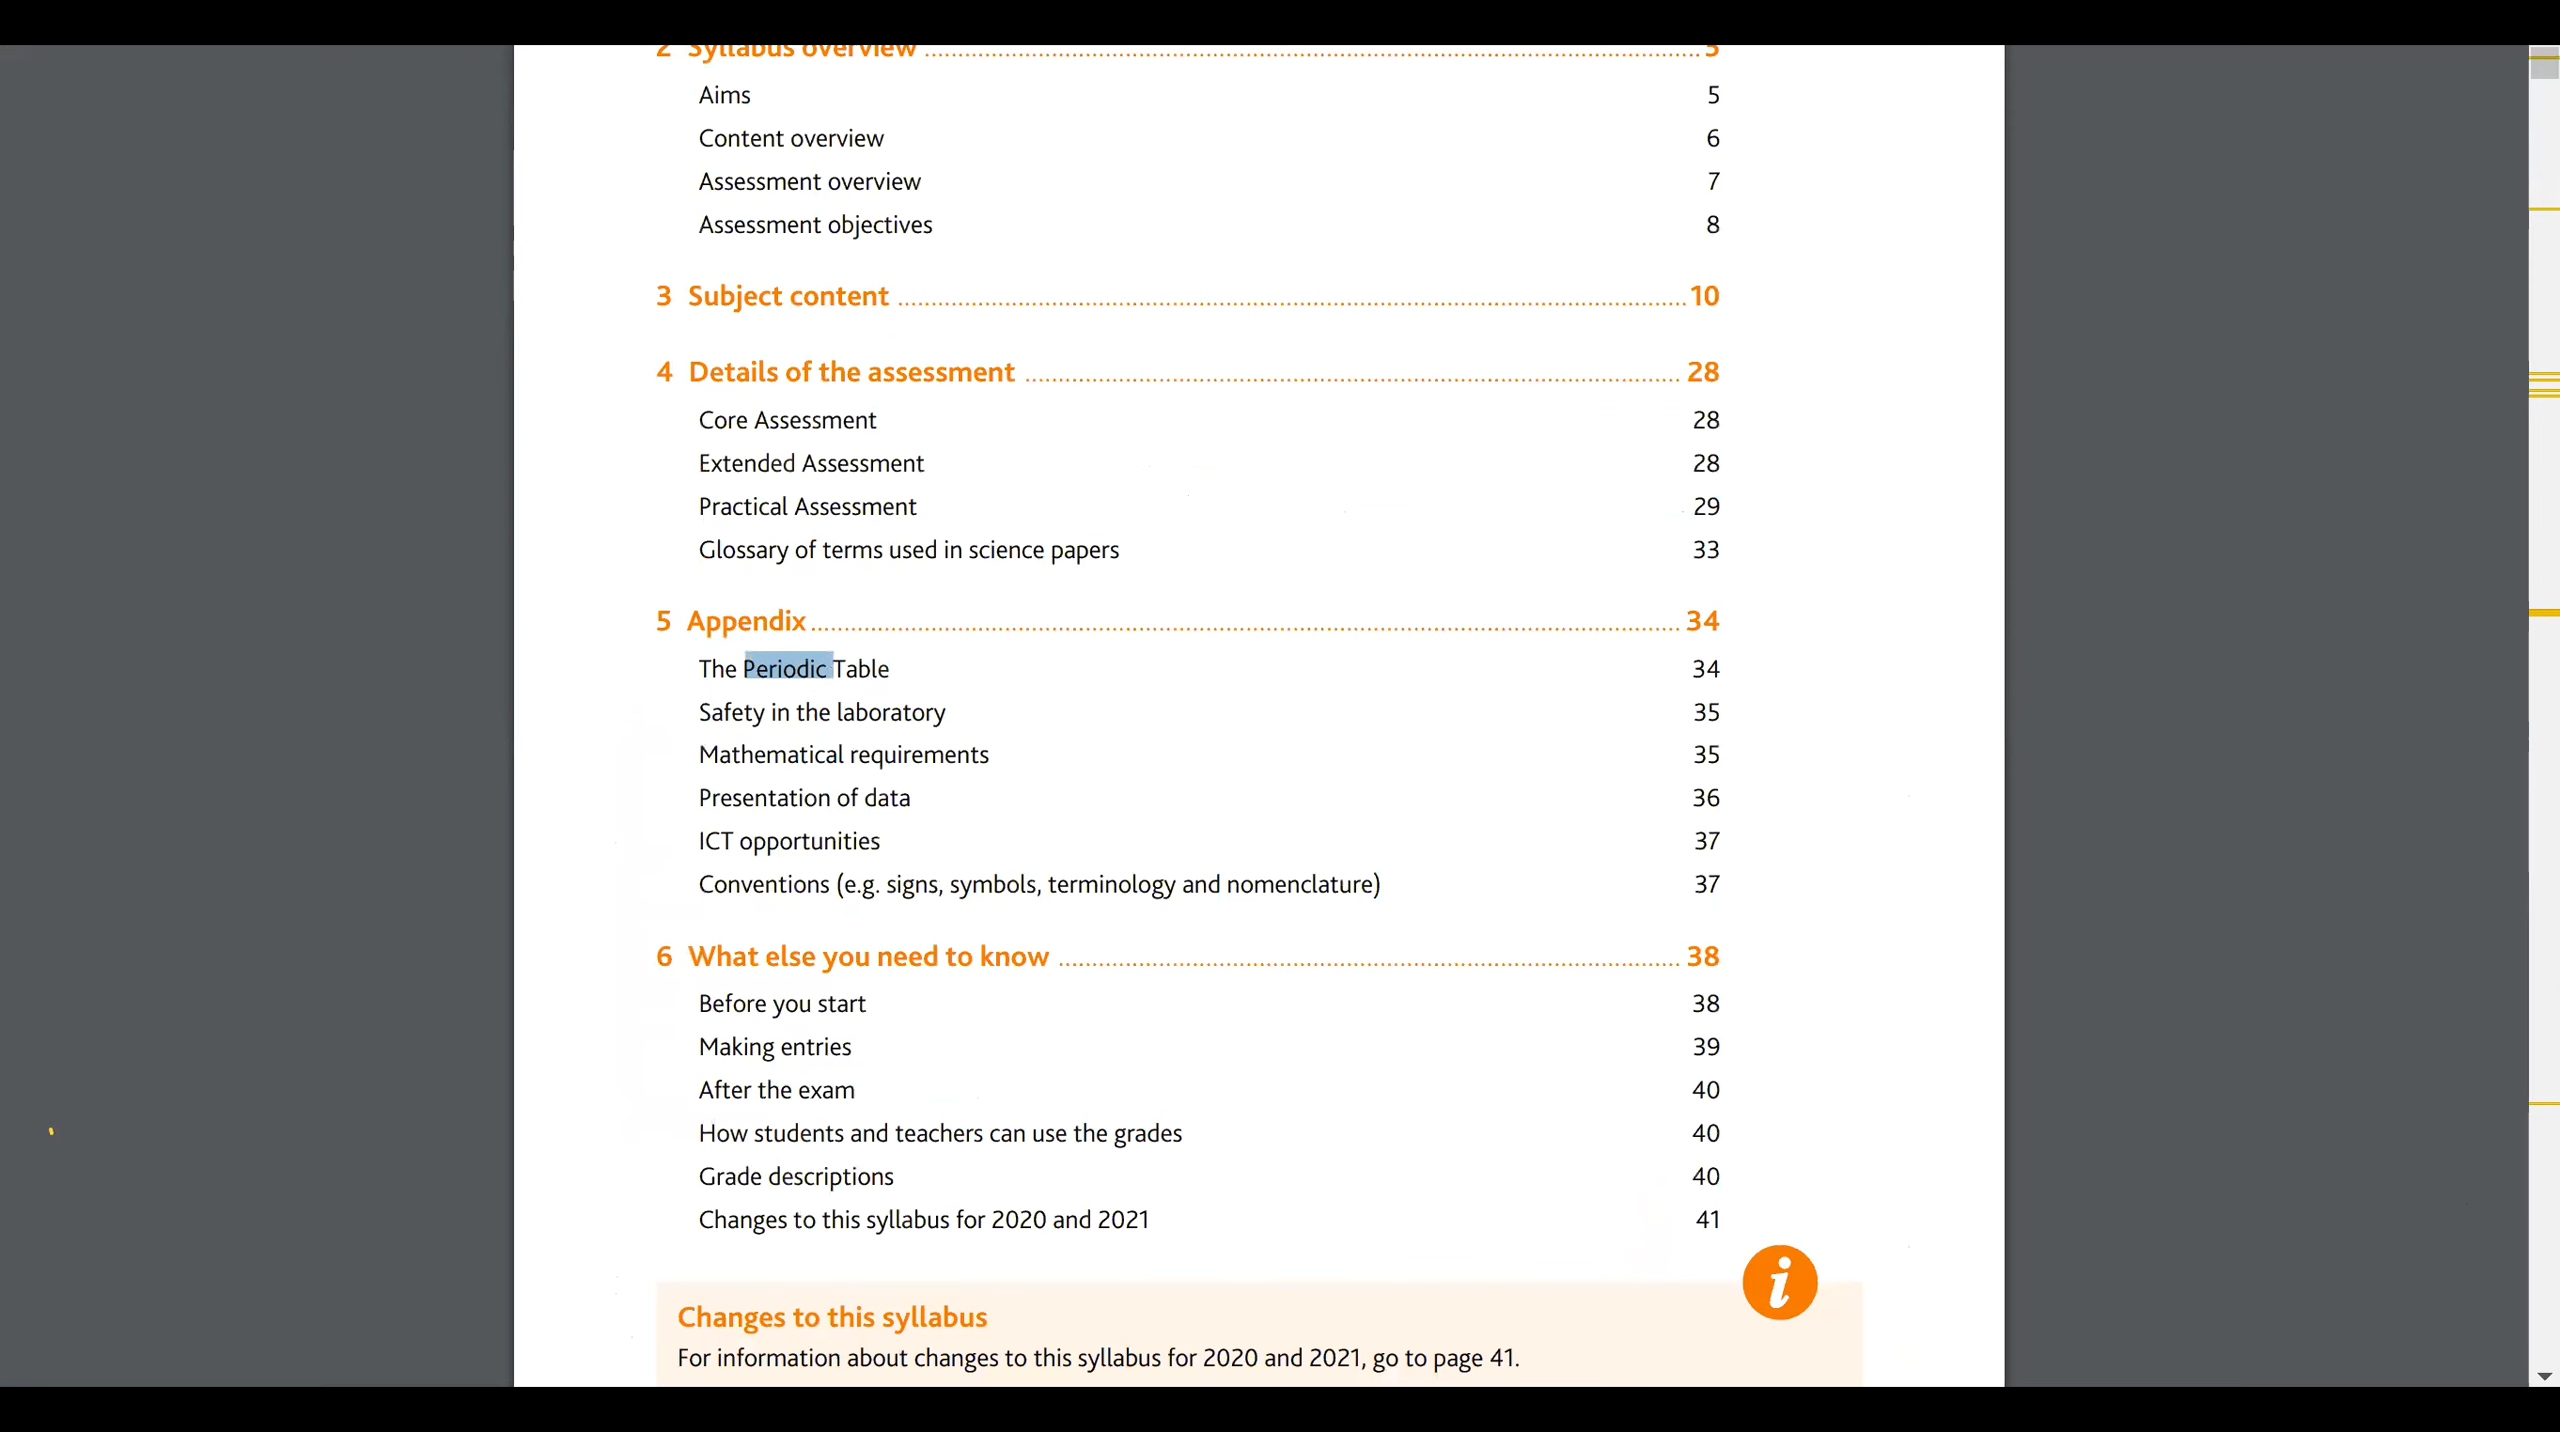 2 Syllabus overview ........ 5
Aims 5
Content overview 6
Assessment overview 7
Assessment objectives 8
3 Subject content ........ 10
4 Details of the assessment ........ 28
Core Assessment 28
Extended Assessment 28
Practical Assessment 29
Glossary of terms used in science papers 33
5 Appendix ........ 34
The Periodic Table 34
Safety in the laboratory 35
Mathematical requirements 35
Presentation of data 36
ICT opportunities 37
Conventions (e.g. signs, symbols, terminology and nomenclature) 37
6 What else you need to know ........ 38
Before you start 38
Making entries 39
After the exam 40
How students and teachers can use the grades 40
Grade descriptions 40
Changes to this syllabus for 2020 and 2021 41
i
Changes to this syllabus
For information about changes to this syllabus for 2020 and 2021, go to page 41.